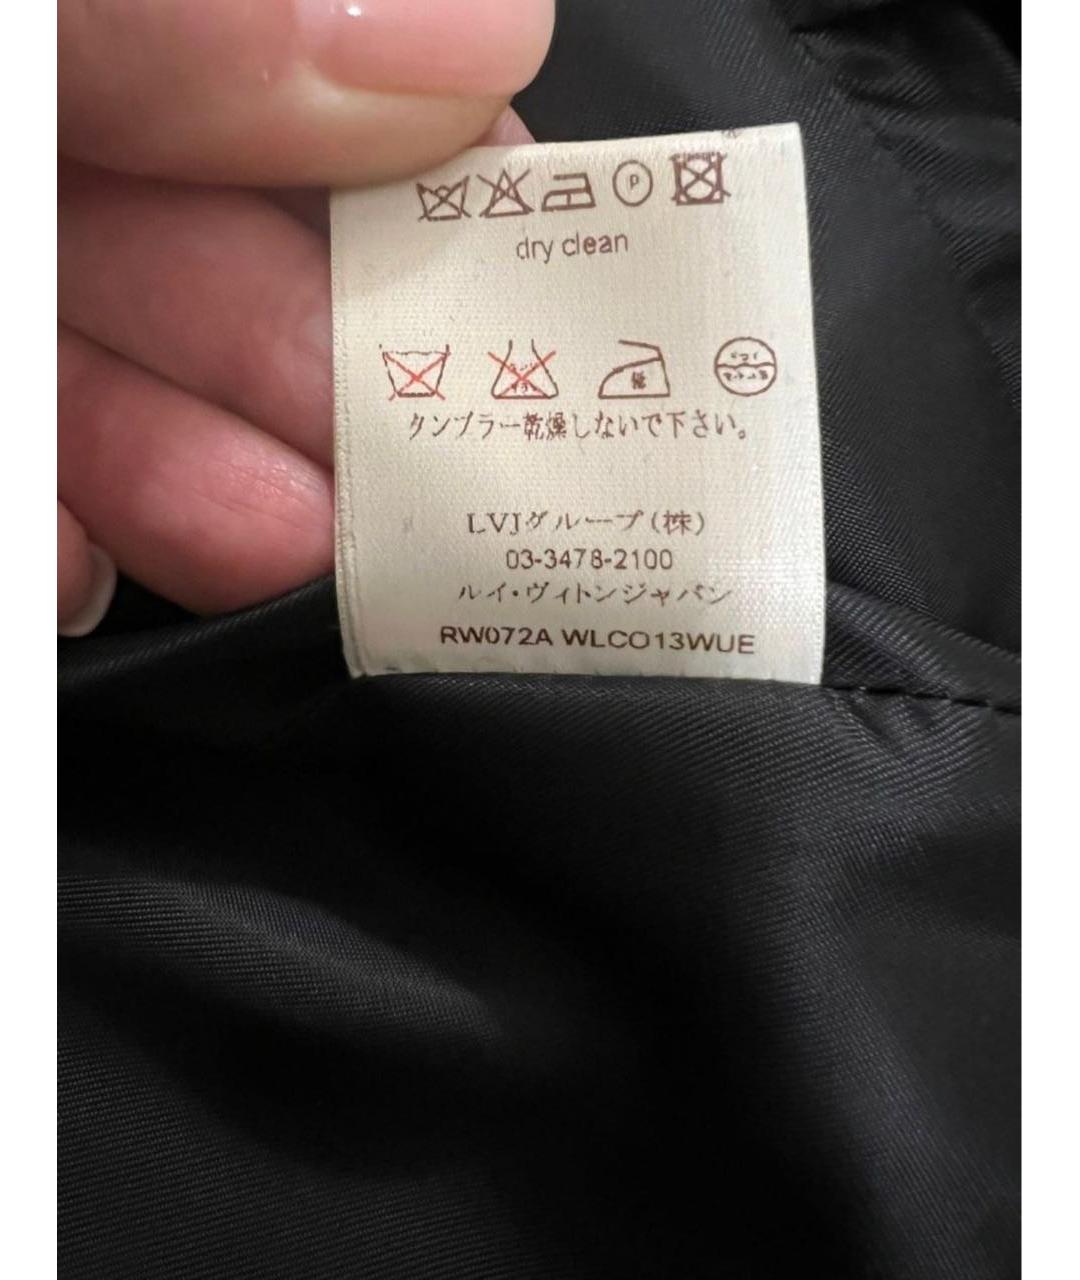 P
dry clean
タンブラー乾燥しないで下さい。
LVJグループ(株)
03-3478-2100
ルイ・ヴィトンジャパン
RW072A WLCO13WUE